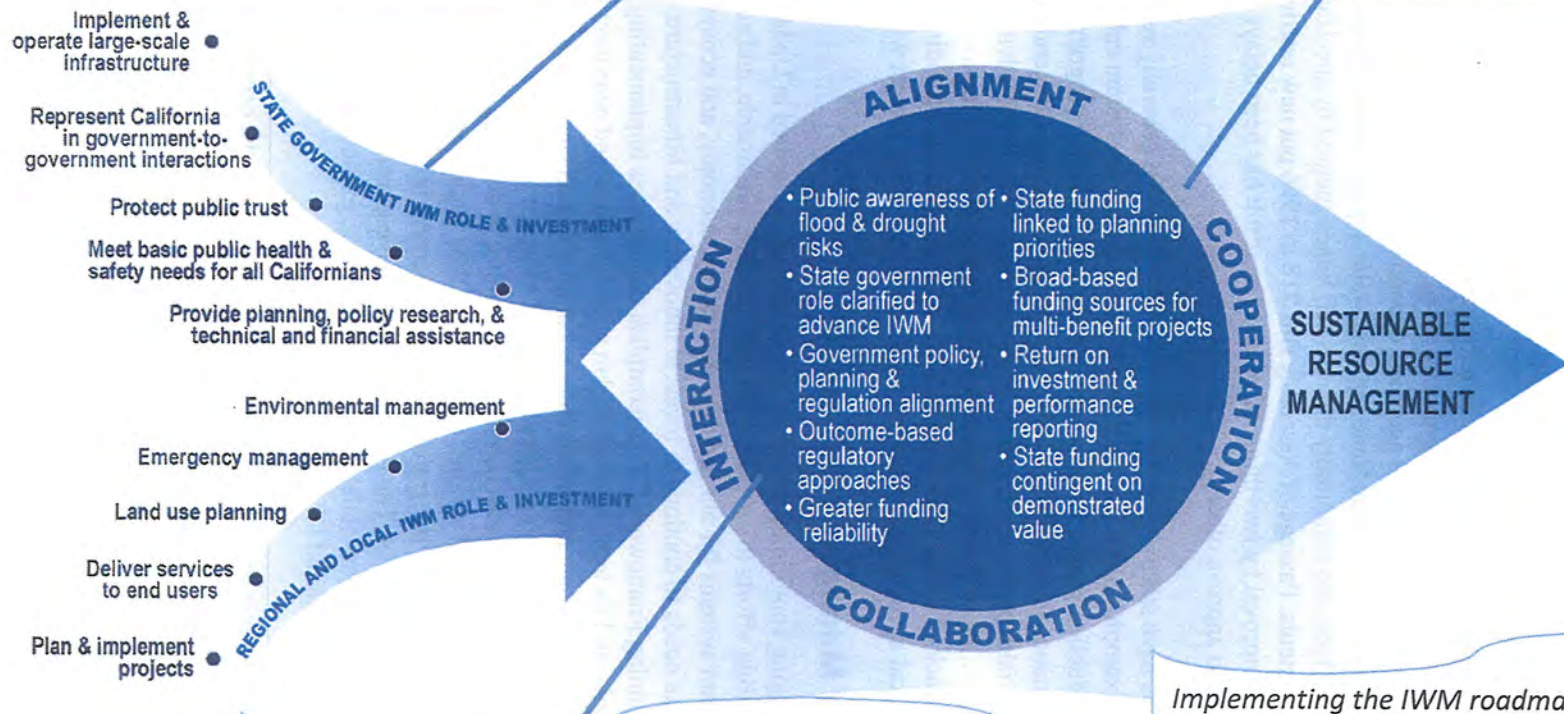 Implement &
operate large-scale
infrastructure
Represent California
in government-to-
government interactions
Protect public trust
Meet basic public health &
safety needs for all Californians
Provide planning, policy research, &
technical and financial assistance
STATE GOVERNMENT IWM ROLE & INVESTMENT
Environmental management
Emergency management
Land use planning
Deliver services
to end users
Plan & implement
projects
REGIONAL AND LOCAL IWM ROLE & INVESTMENT
ALIGNMENT
INTERACTION
COOPERATION
COLLABORATION
• Public awareness of
flood & drought
risks
• State government
role clarified to
advance IWM
• Government policy,
planning &
regulation alignment
• Outcome-based
regulatory
approaches
• Greater funding
reliability
• State funding
linked to planning
priorities
• Broad-based
funding sources for
multi-benefit projects
• Return on
investment &
performance
reporting
• State funding
contingent on
demonstrated
value
SUSTAINABLE
RESOURCE
MANAGEMENT
Implementing the IWM